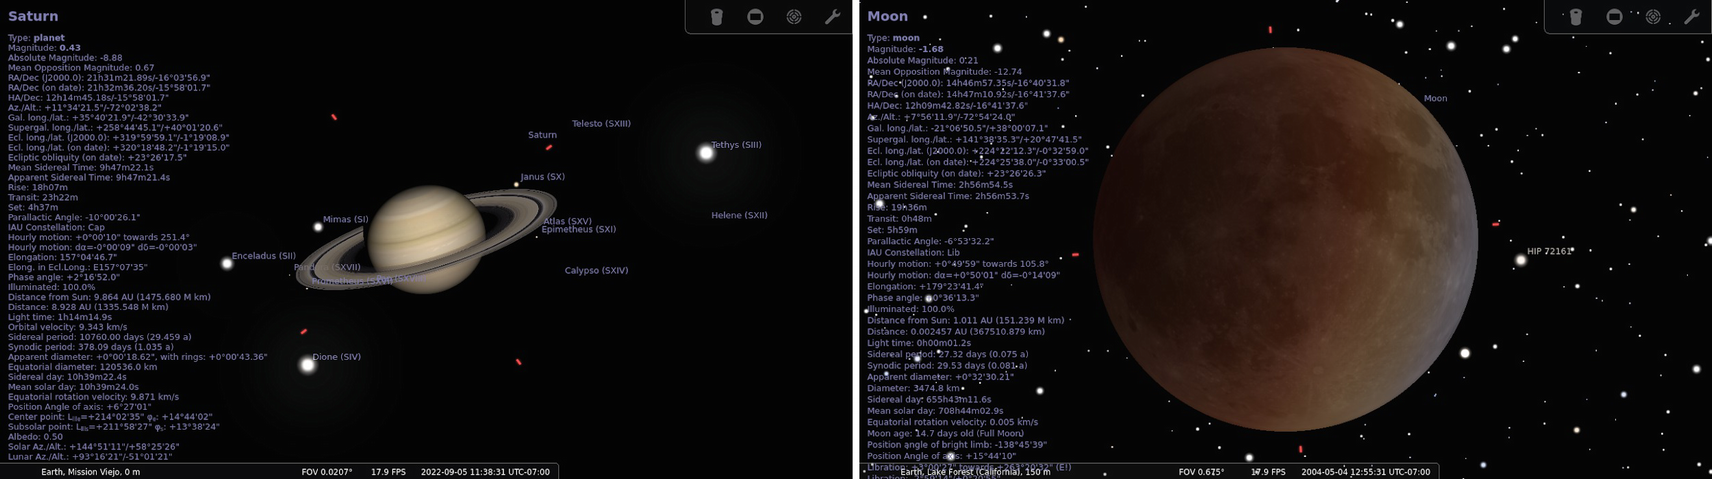 Saturn
Type: planet
Magnitude: 0.43
Absolute Magnitude: -8.88
Mean Opposition Magnitude: 0.67
RA/Dec (J2000.0): 21h31m21.89s/-16°03'56.9"
RA/Dec (on date): 21h32m36.20s/-15°58'01.7"
HA/Dec: 12h14m45.18s/-15°58'01.7"
Az./Alt.: +11°34'21.5"/-72°02'38.2"
Gal. long./lat.: +35°40'21.9"/-42°30'33.9"
Supergal. long./lat.: +258°44'45.1"/+40°01'20.6"
Ecl. long./lat. (J2000.0): +319°59'59.1"/-1°19'08.9"
Ecl. long./lat. (on date): +320°18'48.2"/-1°19'15.0"
Ecliptic obliquity (on date): +23°26'17.5"
Mean Sidereal Time: 9h47m22.1s
Apparent Sidereal Time: 9h47m21.4s
Rise: 18h07m
Transit: 23h22m
Set: 4h37m
Parallactic Angle: -10°00'26.1"
IAU Constellation: Cap
Hourly motion: +0°00'10" towards 251.4°
Hourly motion: dα=-0°00'09" dδ=-0°00'03"
Elongation: 157°04'46.7"
Elong. in Ecl.Long.: E157°07'35"
Phase angle: +2°16'52.0"
Illuminated: 100.0%
Distance from Sun: 9.864 AU (1475.680 M km)
Distance: 8.928 AU (1335.548 M km)
Light time: 1h14m14.9s
Orbital velocity: 9.343 km/s
Sidereal period: 10760.00 days (29.459 a)
Synodic period: 378.09 days (1.035 a)
Apparent diameter: +0°00'18.62", with rings: +0°00'43.36"
Equatorial diameter: 120536.0 km
Sidereal day: 10h39m22.4s
Mean solar day: 10h39m24.0s
Equatorial rotation velocity: 9.871 km/s
Position Angle of axis: +6°27'01"
Center point: L =+214°02'35" φ : +14°44'02"
Subsolar point: L =+211°58'27" φ : +13°38'24"
Albedo: 0.50
Solar Az./Alt.: +144°51'11"/+58°25'26"
Lunar Az./Alt.: +93°16'21"/-51°01'21"
Telesto (SXIII)
Saturn
Tethys (SIII)
Janus (SX)
Mimas (SI)
Atlas (SXV)
Epimetheus (SXI)
Helene (SXII)
Enceladus (SII)
Calypso (SXIV)
Dione (SIV)
Earth, Mission Viejo, 0 m
FOV 0.0207°
17.9 FPS
2022-09-05 11:38:31 UTC-07:00
Moon
Type: moon
Magnitude: -1.68
Absolute Magnitude: 0.21
Mean Opposition Magnitude: -12.74
RA/Dec (J2000.0): 14h46m57.35s/-16°40'31.8"
RA/Dec (on date): 14h47m10.92s/-16°41'37.6"
HA/Dec: 12h09m42.82s/-16°41'37.6"
Az./Alt.: +7°56'11.9"/-72°54'24.0"
Gal. long./lat.: -21°06'50.5"/+38°00'07.1"
Supergal. long./lat.: +141°38'35.3"/+20°47'41.5"
Ecl. long./lat. (J2000.0): +224°22'12.3"/-0°32'59.0"
Ecl. long./lat. (on date): +224°25'38.0"/-0°33'00.5"
Ecliptic obliquity (on date): +23°26'26.3"
Mean Sidereal Time: 2h56m54.5s
Apparent Sidereal Time: 2h56m53.7s
Rise: 19h36m
Transit: 0h48m
Set: 5h59m
Parallactic Angle: -6°53'32.2"
IAU Constellation: Lib
Hourly motion: +0°49'59" towards 105.8°
Hourly motion: dα=+0°50'01" dδ=-0°14'09"
Elongation: +179°23'41.4"
Phase angle: +0°36'13.3"
Illuminated: 100.0%
Distance from Sun: 1.011 AU (151.239 M km)
Distance: 0.002457 AU (367510.879 km)
Light time: 0h00m01.2s
Sidereal period: 27.32 days (0.075 a)
Synodic period: 29.53 days (0.081 a)
Apparent diameter: +0°32'30.21"
Diameter: 3474.8 km
Sidereal day: 655h43m11.6s
Mean solar day: 708h44m02.9s
Equatorial rotation velocity: 0.005 km/s
Moon age: 14.7 days old (Full Moon)
Position angle of bright limb: -138°45'39"
Position Angle of axis: +15°44'10"
Moon
HIP 72161
Earth, Lake Forest (California), 150 m
FOV 0.675°
17.9 FPS
2004-05-04 12:55:31 UTC-07:00